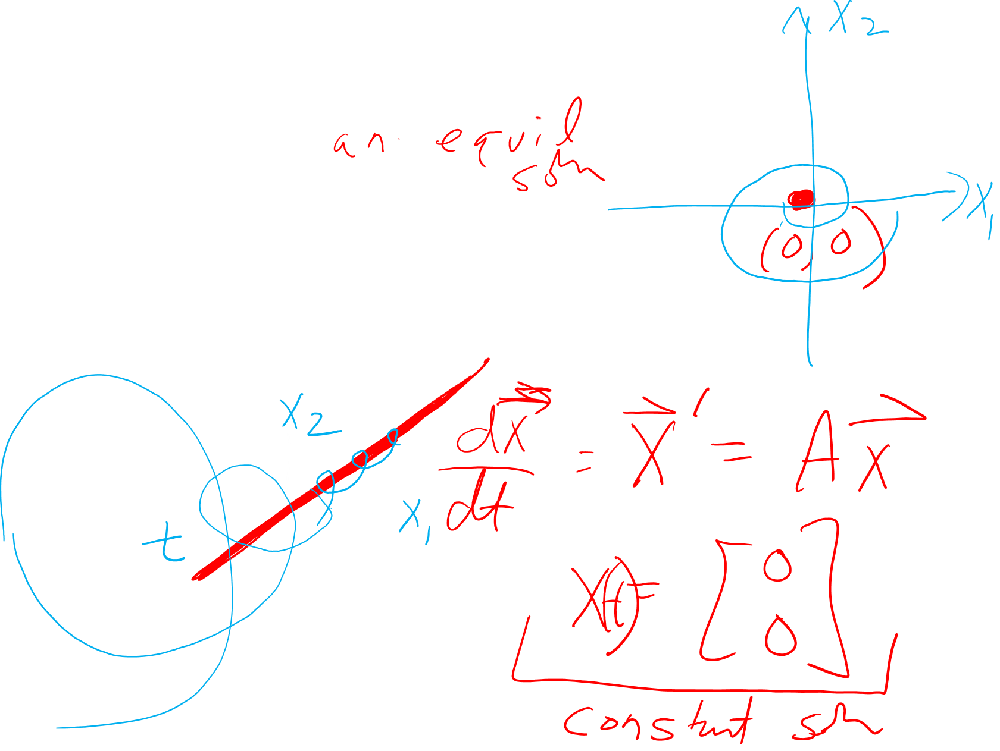 x₂
an equil
soln
x₁
(0, 0)
x₂
dx⃗/dt = x⃗' = Ax⃗
x₁
t
x(t) = [0 0]
constant soln